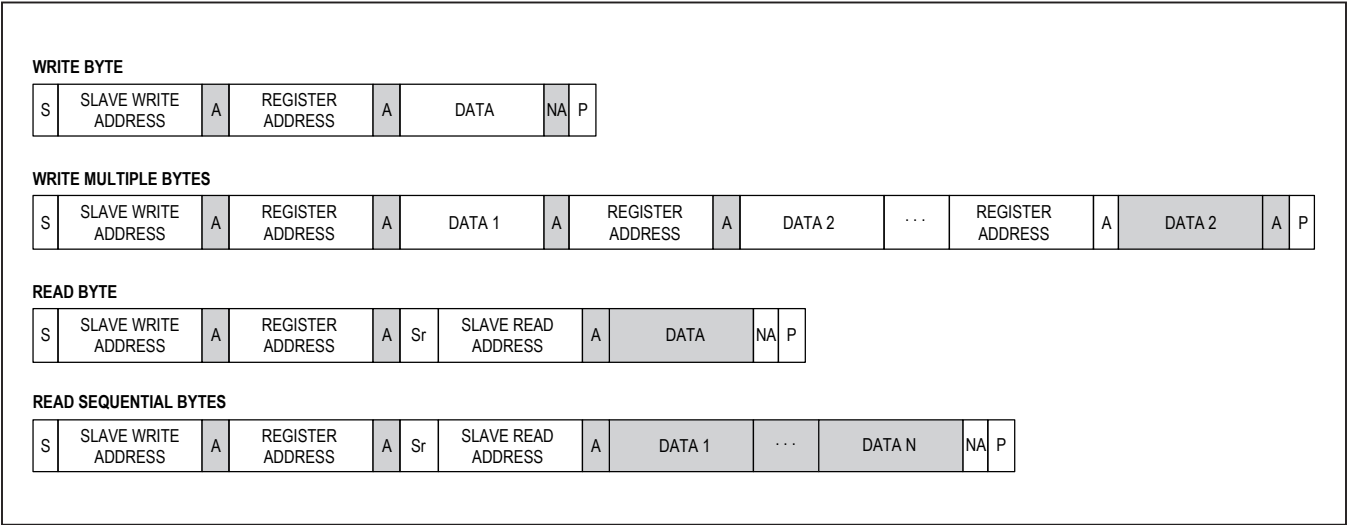 WRITE BYTE
S SLAVE WRITE ADDRESS A REGISTER ADDRESS A DATA NA P
WRITE MULTIPLE BYTES
S SLAVE WRITE ADDRESS A REGISTER ADDRESS A DATA 1 A REGISTER ADDRESS A DATA 2 ... REGISTER ADDRESS A DATA 2 A P
READ BYTE
S SLAVE WRITE ADDRESS A REGISTER ADDRESS A Sr SLAVE READ ADDRESS A DATA NA P
READ SEQUENTIAL BYTES
S SLAVE WRITE ADDRESS A REGISTER ADDRESS A Sr SLAVE READ ADDRESS A DATA 1 ... DATA N NA P